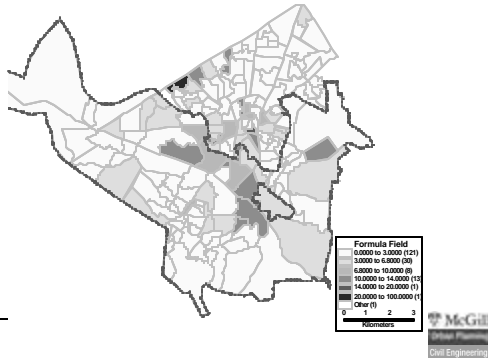 Formula Field
0.0000 to 3.0000 (121)
3.0000 to 6.8000 (30)
6.8000 to 10.0000 (8)
10.0000 to 14.0000 (13)
14.0000 to 20.0000 (1)
20.0000 to 100.0000 (1)
Other (1)
0 1 2 3
Kilometers
McGill
Urban Planning
Civil Engineering